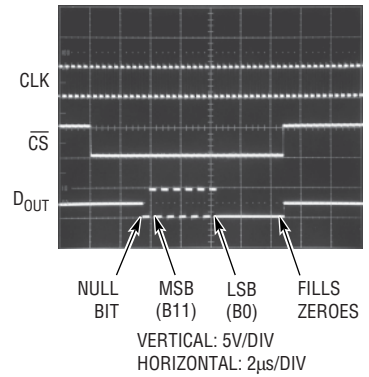 CLK
CS
DOUT
NULL BIT
MSB (B11)
LSB (B0)
FILLS ZEROES
VERTICAL: 5V/DIV
HORIZONTAL: 2µs/DIV